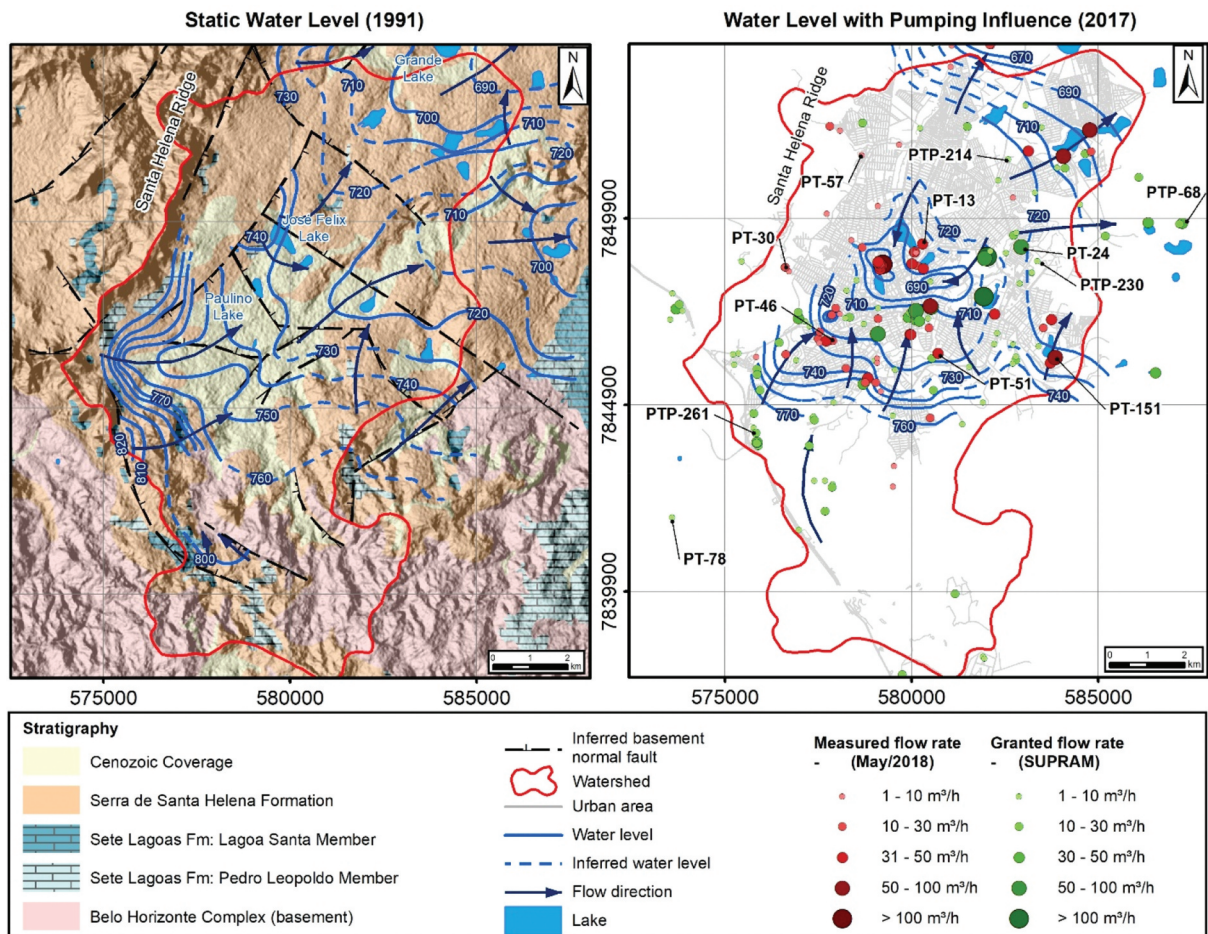 Static Water Level (1991)
Water Level with Pumping Influence (2017)
N
Santa Helena Ridge
730
710
Grande
Lake
690
700
710
720
720
710
José Felix
Lake
740
700
Paulino
Lake
720
730
740
770
750
820
810
760
800
1 0 1 2
km
575000
580000
585000
N
Santa Helena Ridge
670
690
710
PTP-214
PT-57
PTP-68
PT-13
720
720
PT-30
PT-24
690
720
710
710
PTP-230
PT-46
740
730
PT-51
740
PT-151
770
760
PTP-261
PT-78
7849900
7844900
7839900
1 0 1 2
km
575000
580000
585000
Stratigraphy
Cenozoic Coverage
Serra de Santa Helena Formation
Sete Lagoas Fm: Lagoa Santa Member
Sete Lagoas Fm: Pedro Leopoldo Member
Belo Horizonte Complex (basement)
Inferred basement
normal fault
Watershed
Urban area
Water level
Inferred water level
Flow direction
Lake
Measured flow rate
- (May/2018)
1 - 10 m³/h
10 - 30 m³/h
31 - 50 m³/h
50 - 100 m³/h
> 100 m³/h
Granted flow rate
- (SUPRAM)
1 - 10 m³/h
10 - 30 m³/h
30 - 50 m³/h
50 - 100 m³/h
> 100 m³/h